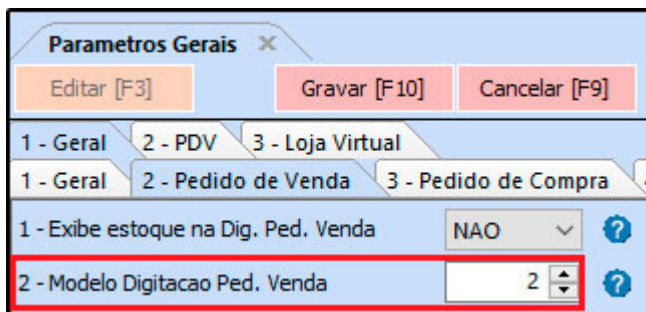 Parametros Gerais
Editar [F3] Gravar [F10] Cancelar [F9]
1 - Geral 2 - PDV 3 - Loja Virtual
1 - Geral 2 - Pedido de Venda 3 - Pedido de Compra
1 - Exibe estoque na Dig. Ped. Venda NAO
2 - Modelo Digitacao Ped. Venda 2